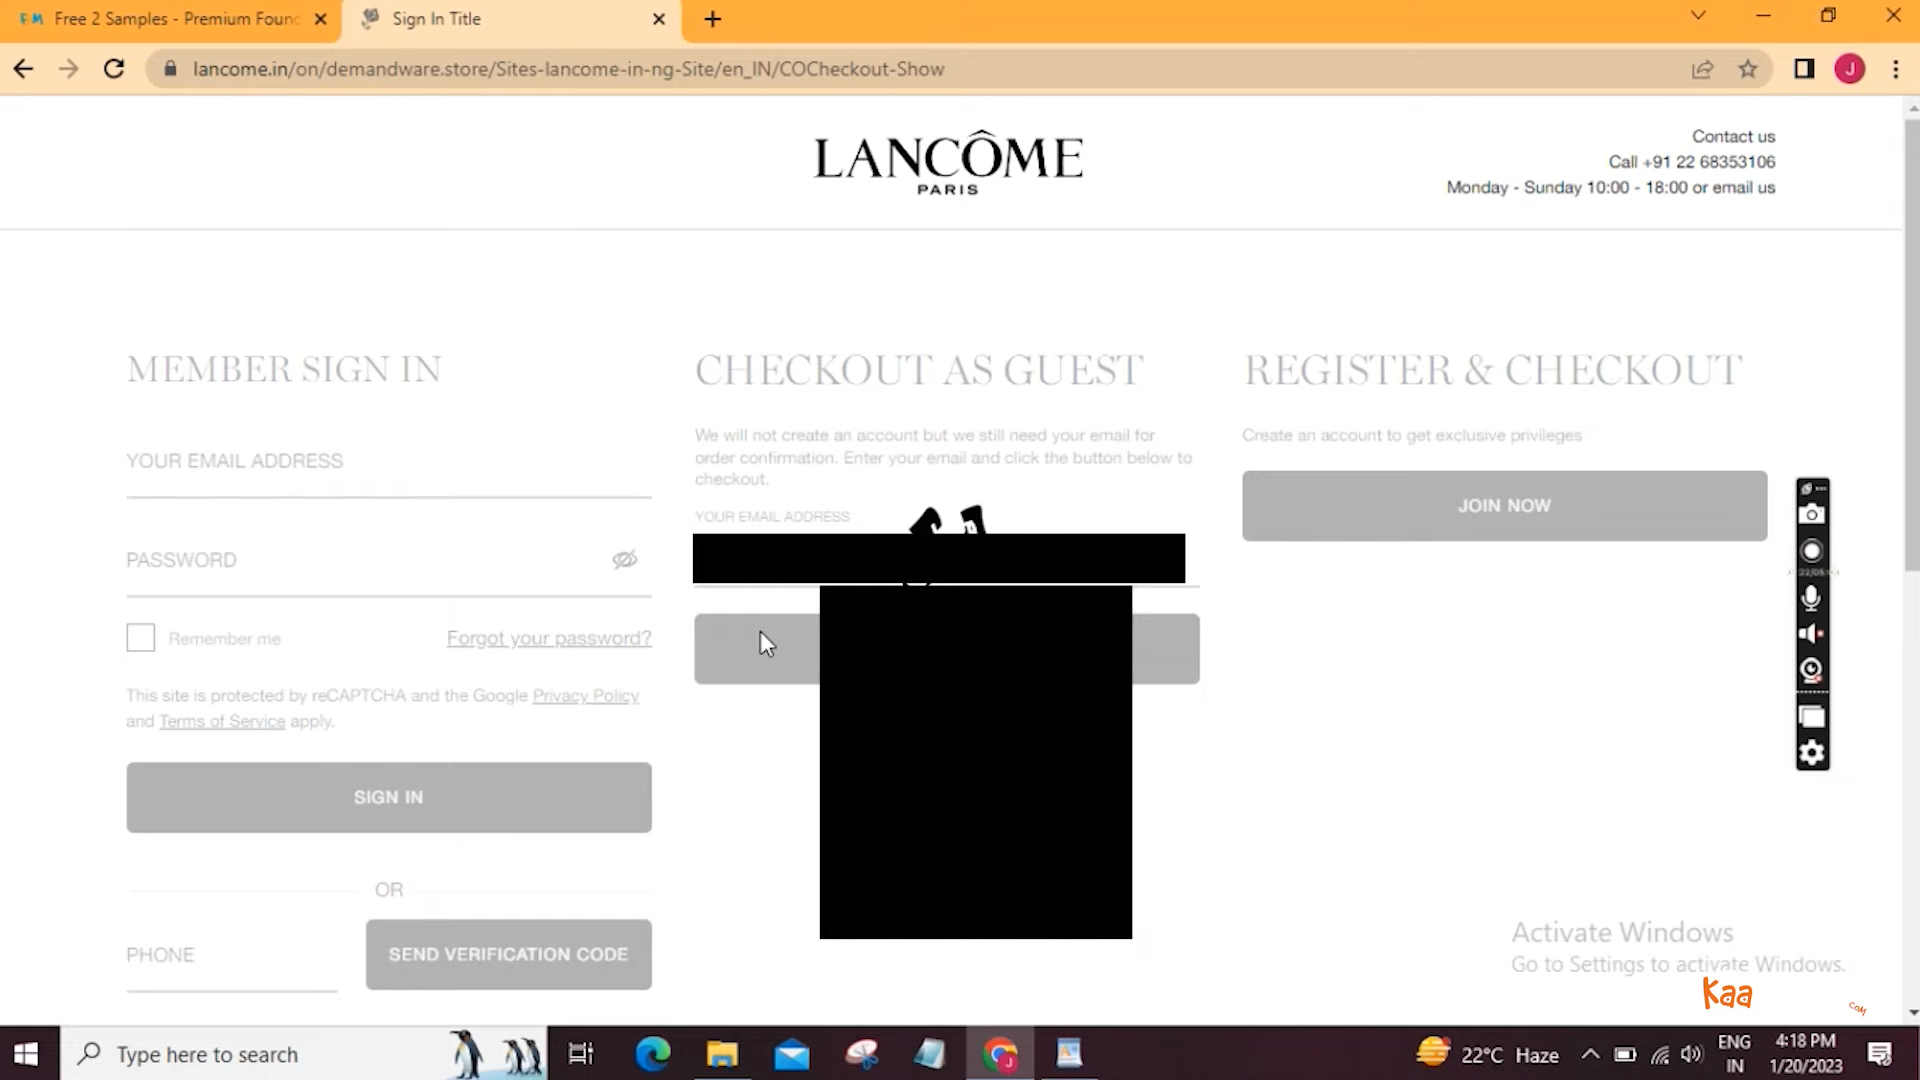 Free 2 Samples - Premium Foun
Sign In Title
lancome.in/on/demandware.store/Sites-lancome-in-ng-Site/en_IN/COCheckout-Show
J
LANCÔME
PARIS
Contact us
Call +91 22 68353106
Monday - Sunday 10:00 - 18:00 or email us
MEMBER SIGN IN
YOUR EMAIL ADDRESS
PASSWORD
Remember me
Forgot your password?
This site is protected by reCAPTCHA and the Google Privacy Policy
and Terms of Service apply.
SIGN IN
OR
PHONE
SEND VERIFICATION CODE
CHECKOUT AS GUEST
We will not create an account but we still need your email for
order confirmation. Enter your email and click the button below to
checkout.
YOUR EMAIL ADDRESS
REGISTER & CHECKOUT
Create an account to get exclusive privileges
JOIN NOW
Activate Windows
Go to Settings to activate Windows.
Kaa
.com
Type here to search
22°C Haze
ENG
IN
4:18 PM
1/20/2023